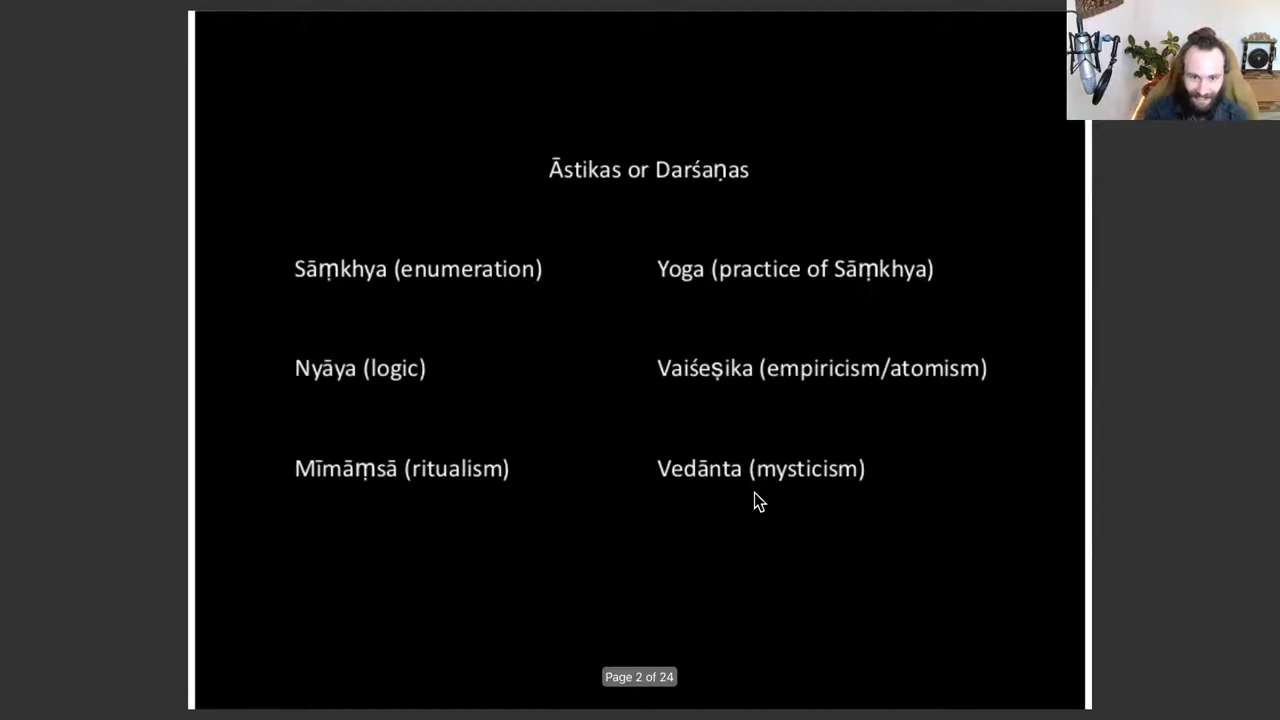 Āstikas or Darśaṇas
Sāṃkhya (enumeration)
Yoga (practice of Sāṃkhya)
Nyāya (logic)
Vaiśeṣika (empiricism/atomism)
Mīmāṃsā (ritualism)
Vedānta (mysticism)
Page 2 of 24